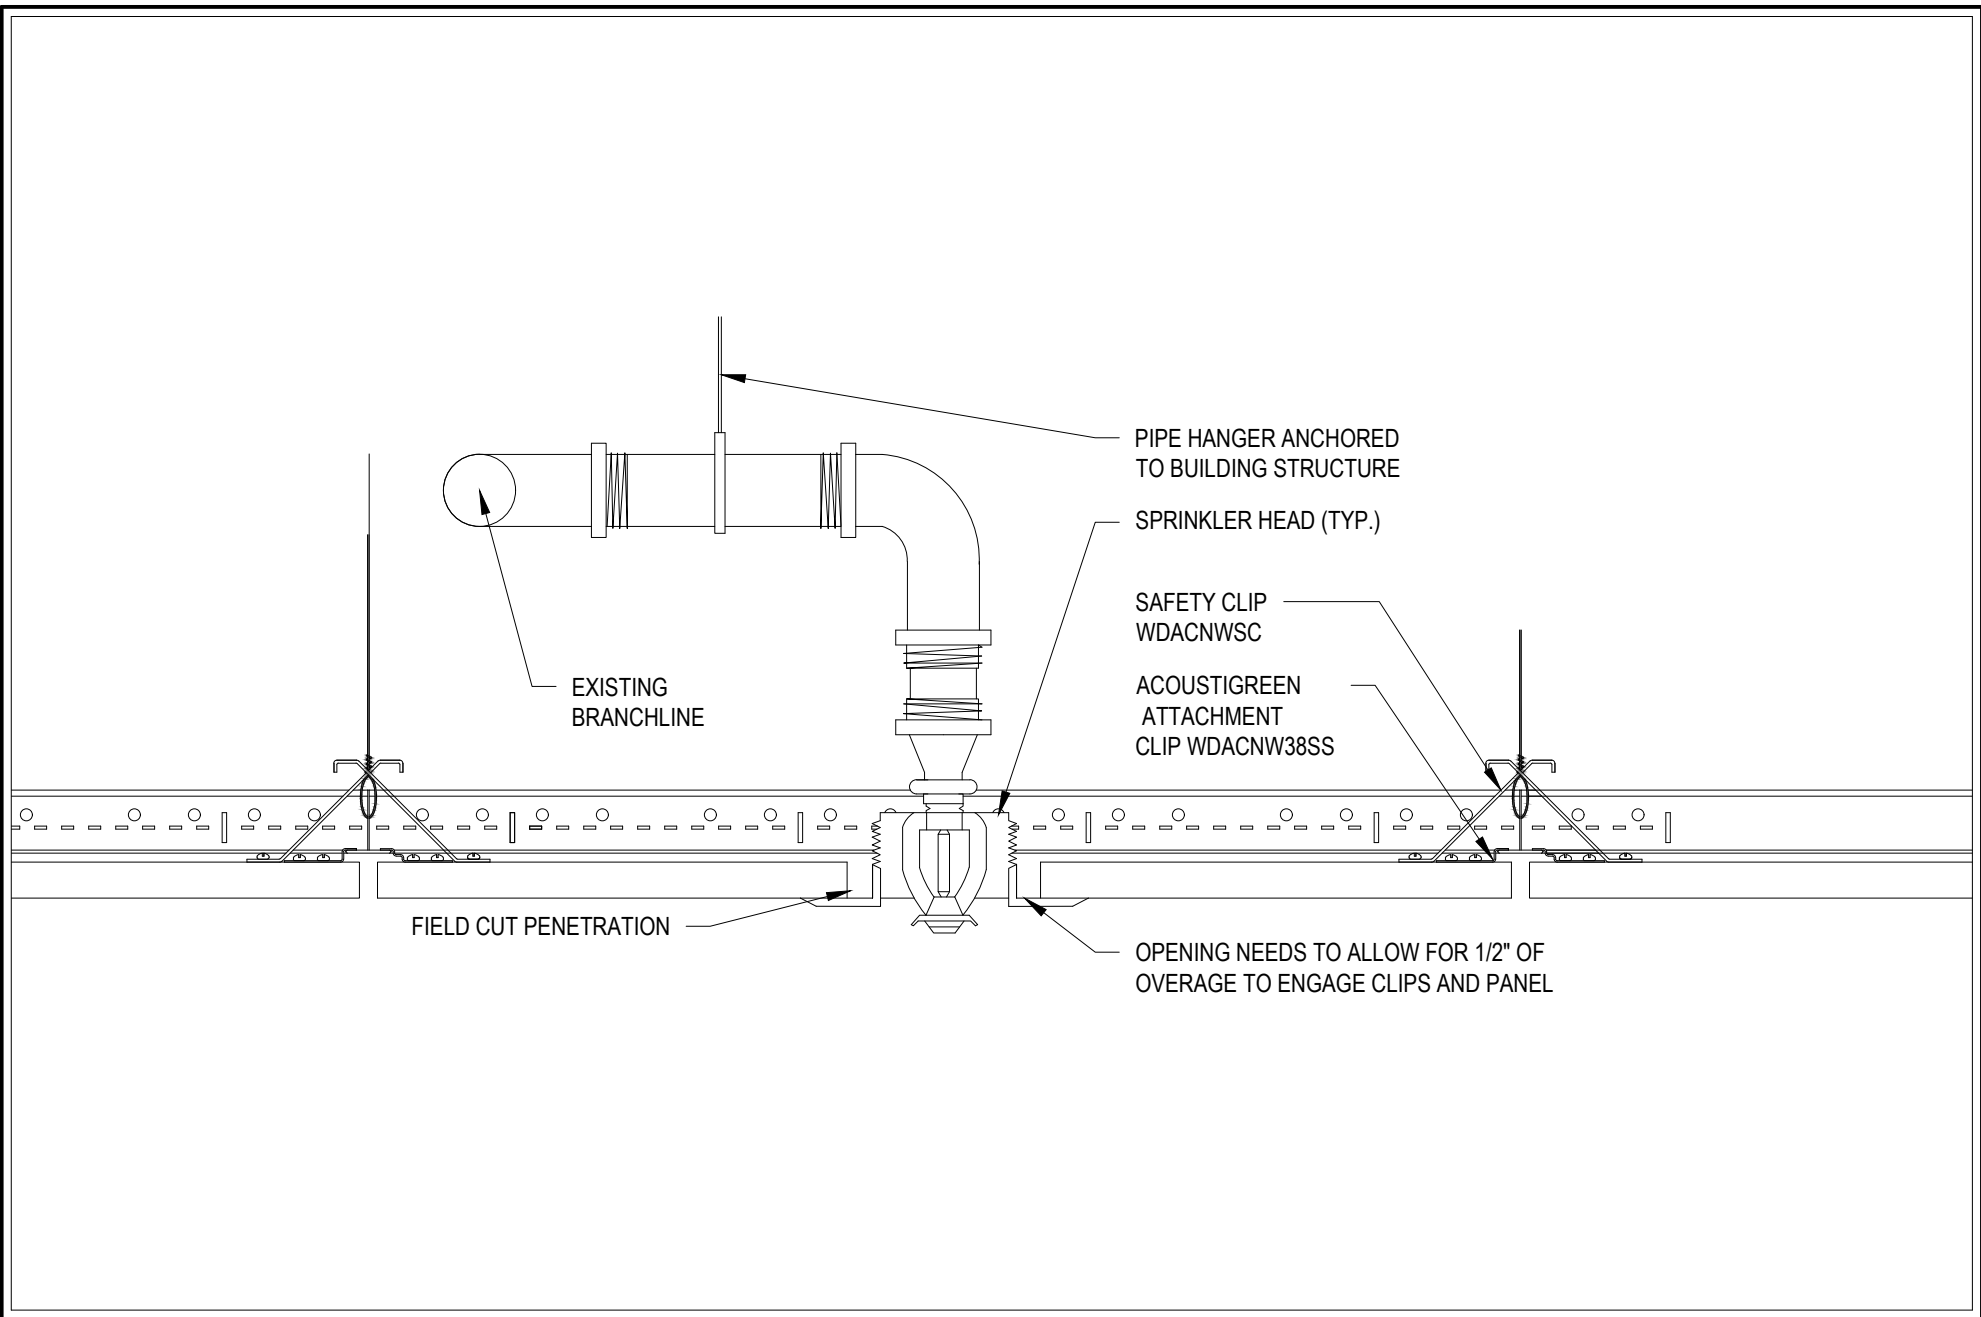 PIPE HANGER ANCHORED
TO BUILDING STRUCTURE
SPRINKLER HEAD (TYP.)
SAFETY CLIP
WDACNWSC
ACOUSTIGREEN
ATTACHMENT
CLIP WDACNW38SS
EXISTING
BRANCHLINE
FIELD CUT PENETRATION
OPENING NEEDS TO ALLOW FOR 1/2" OF
OVERAGE TO ENGAGE CLIPS AND PANEL